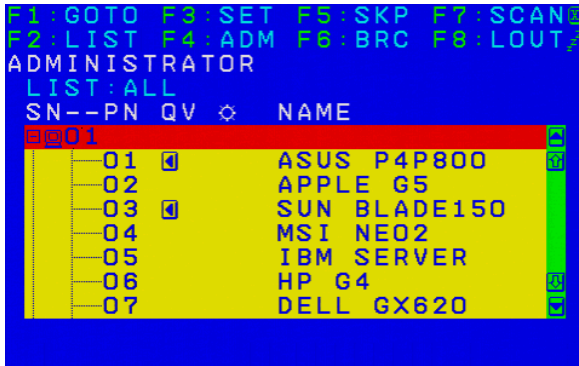 F1:GOTO F3:SET F5:SKP F7:SCAN
F2:LIST F4:ADM F6:BRC F8:LOUT
ADMINISTRATOR
LIST:ALL
SN--PN QV NAME
01
01 ASUS P4P800
02 APPLE G5
03 SUN BLADE150
04 MSI NEO2
05 IBM SERVER
06 HP G4
07 DELL GX620